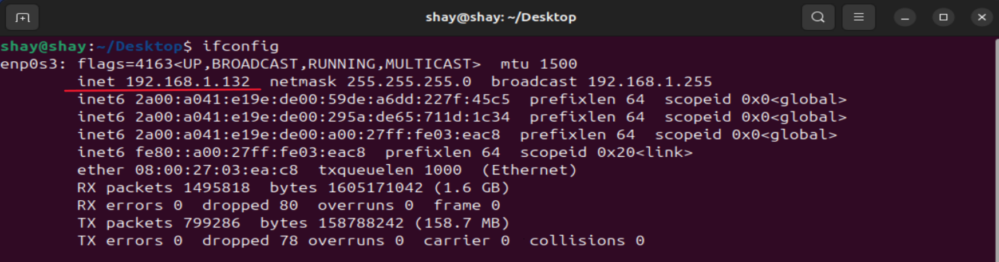 shay@shay: ~/Desktop
shay@shay:~/Desktop$ ifconfig
enp0s3: flags=4163<UP,BROADCAST,RUNNING,MULTICAST>  mtu 1500
        inet 192.168.1.132  netmask 255.255.255.0  broadcast 192.168.1.255
        inet6 2a00:a041:e19e:de00:59de:a6dd:227f:45c5  prefixlen 64  scopeid 0x0<global>
        inet6 2a00:a041:e19e:de00:295a:de65:711d:1c34  prefixlen 64  scopeid 0x0<global>
        inet6 2a00:a041:e19e:de00:a00:27ff:fe03:eac8  prefixlen 64  scopeid 0x0<global>
        inet6 fe80::a00:27ff:fe03:eac8  prefixlen 64  scopeid 0x20<link>
        ether 08:00:27:03:ea:c8  txqueuelen 1000  (Ethernet)
        RX packets 1495818  bytes 1605171042 (1.6 GB)
        RX errors 0  dropped 80  overruns 0  frame 0
        TX packets 799286  bytes 158788242 (158.7 MB)
        TX errors 0  dropped 78 overruns 0  carrier 0  collisions 0